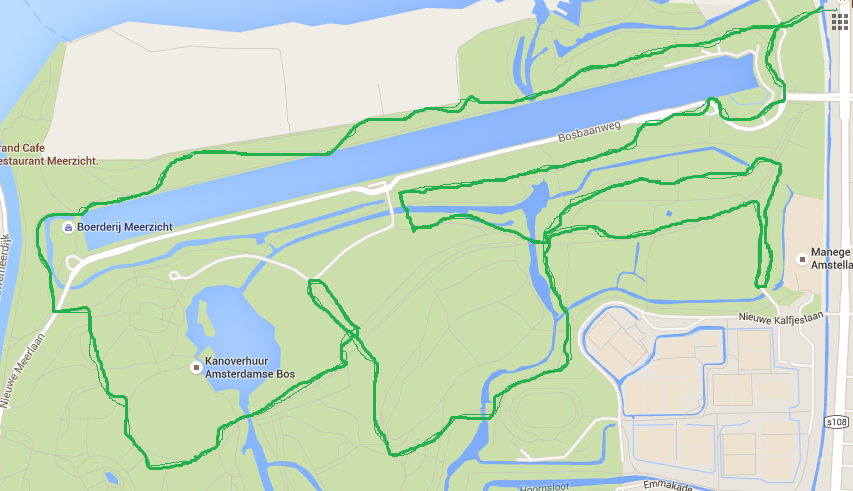 Bosbaanweg
rand Cafe
estaurant Meerzicht.
Boerderij Meerzicht
Manege
Amstella
Nieuwe Kalfjeslaan
Nieuwe Meerlaan
Kanoverhuur
Amsterdamse Bos
s108
Hoornsloot
Emmakade